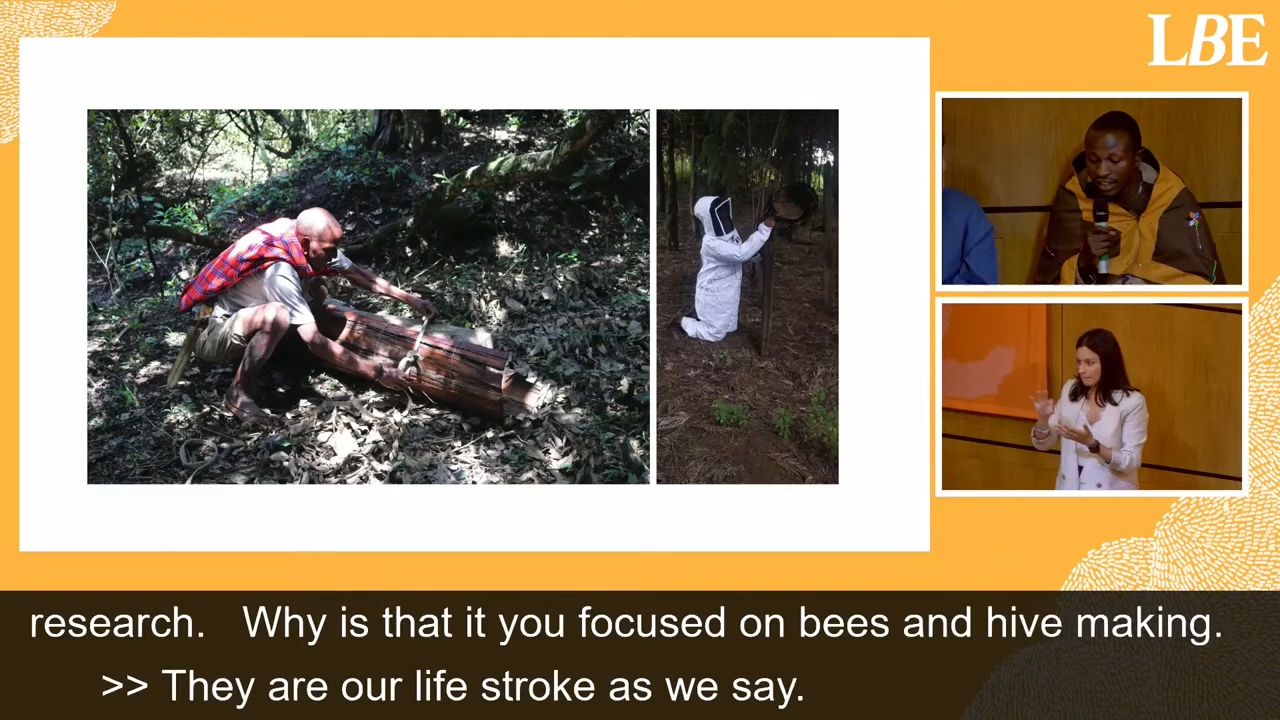 LBE
research. Why is that it you focused on bees and hive making.
>> They are our life stroke as we say.